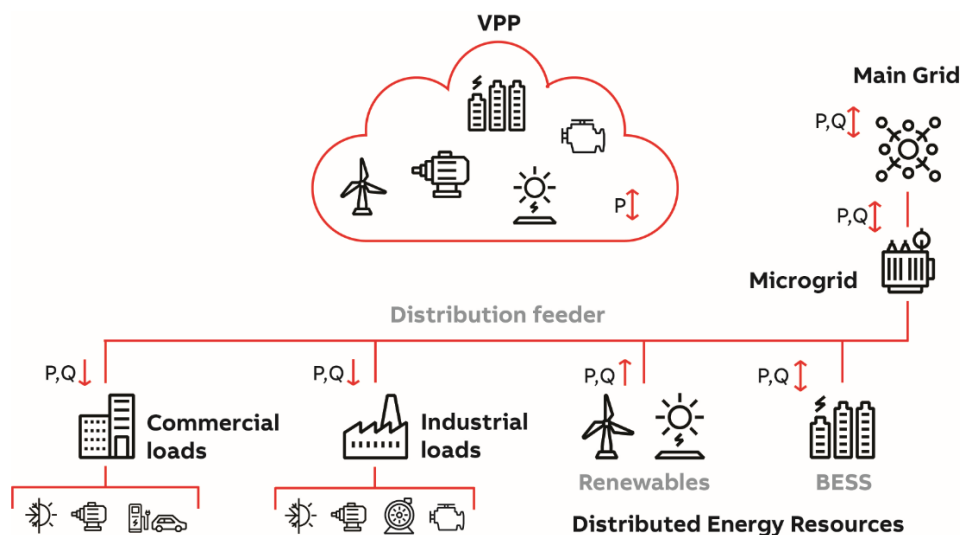 VPP
Main Grid
P,Q
P
P,Q
Microgrid
Distribution feeder
P,Q
P,Q
P,Q
P,Q
Commercial
loads
Industrial
loads
Renewables
BESS
Distributed Energy Resources